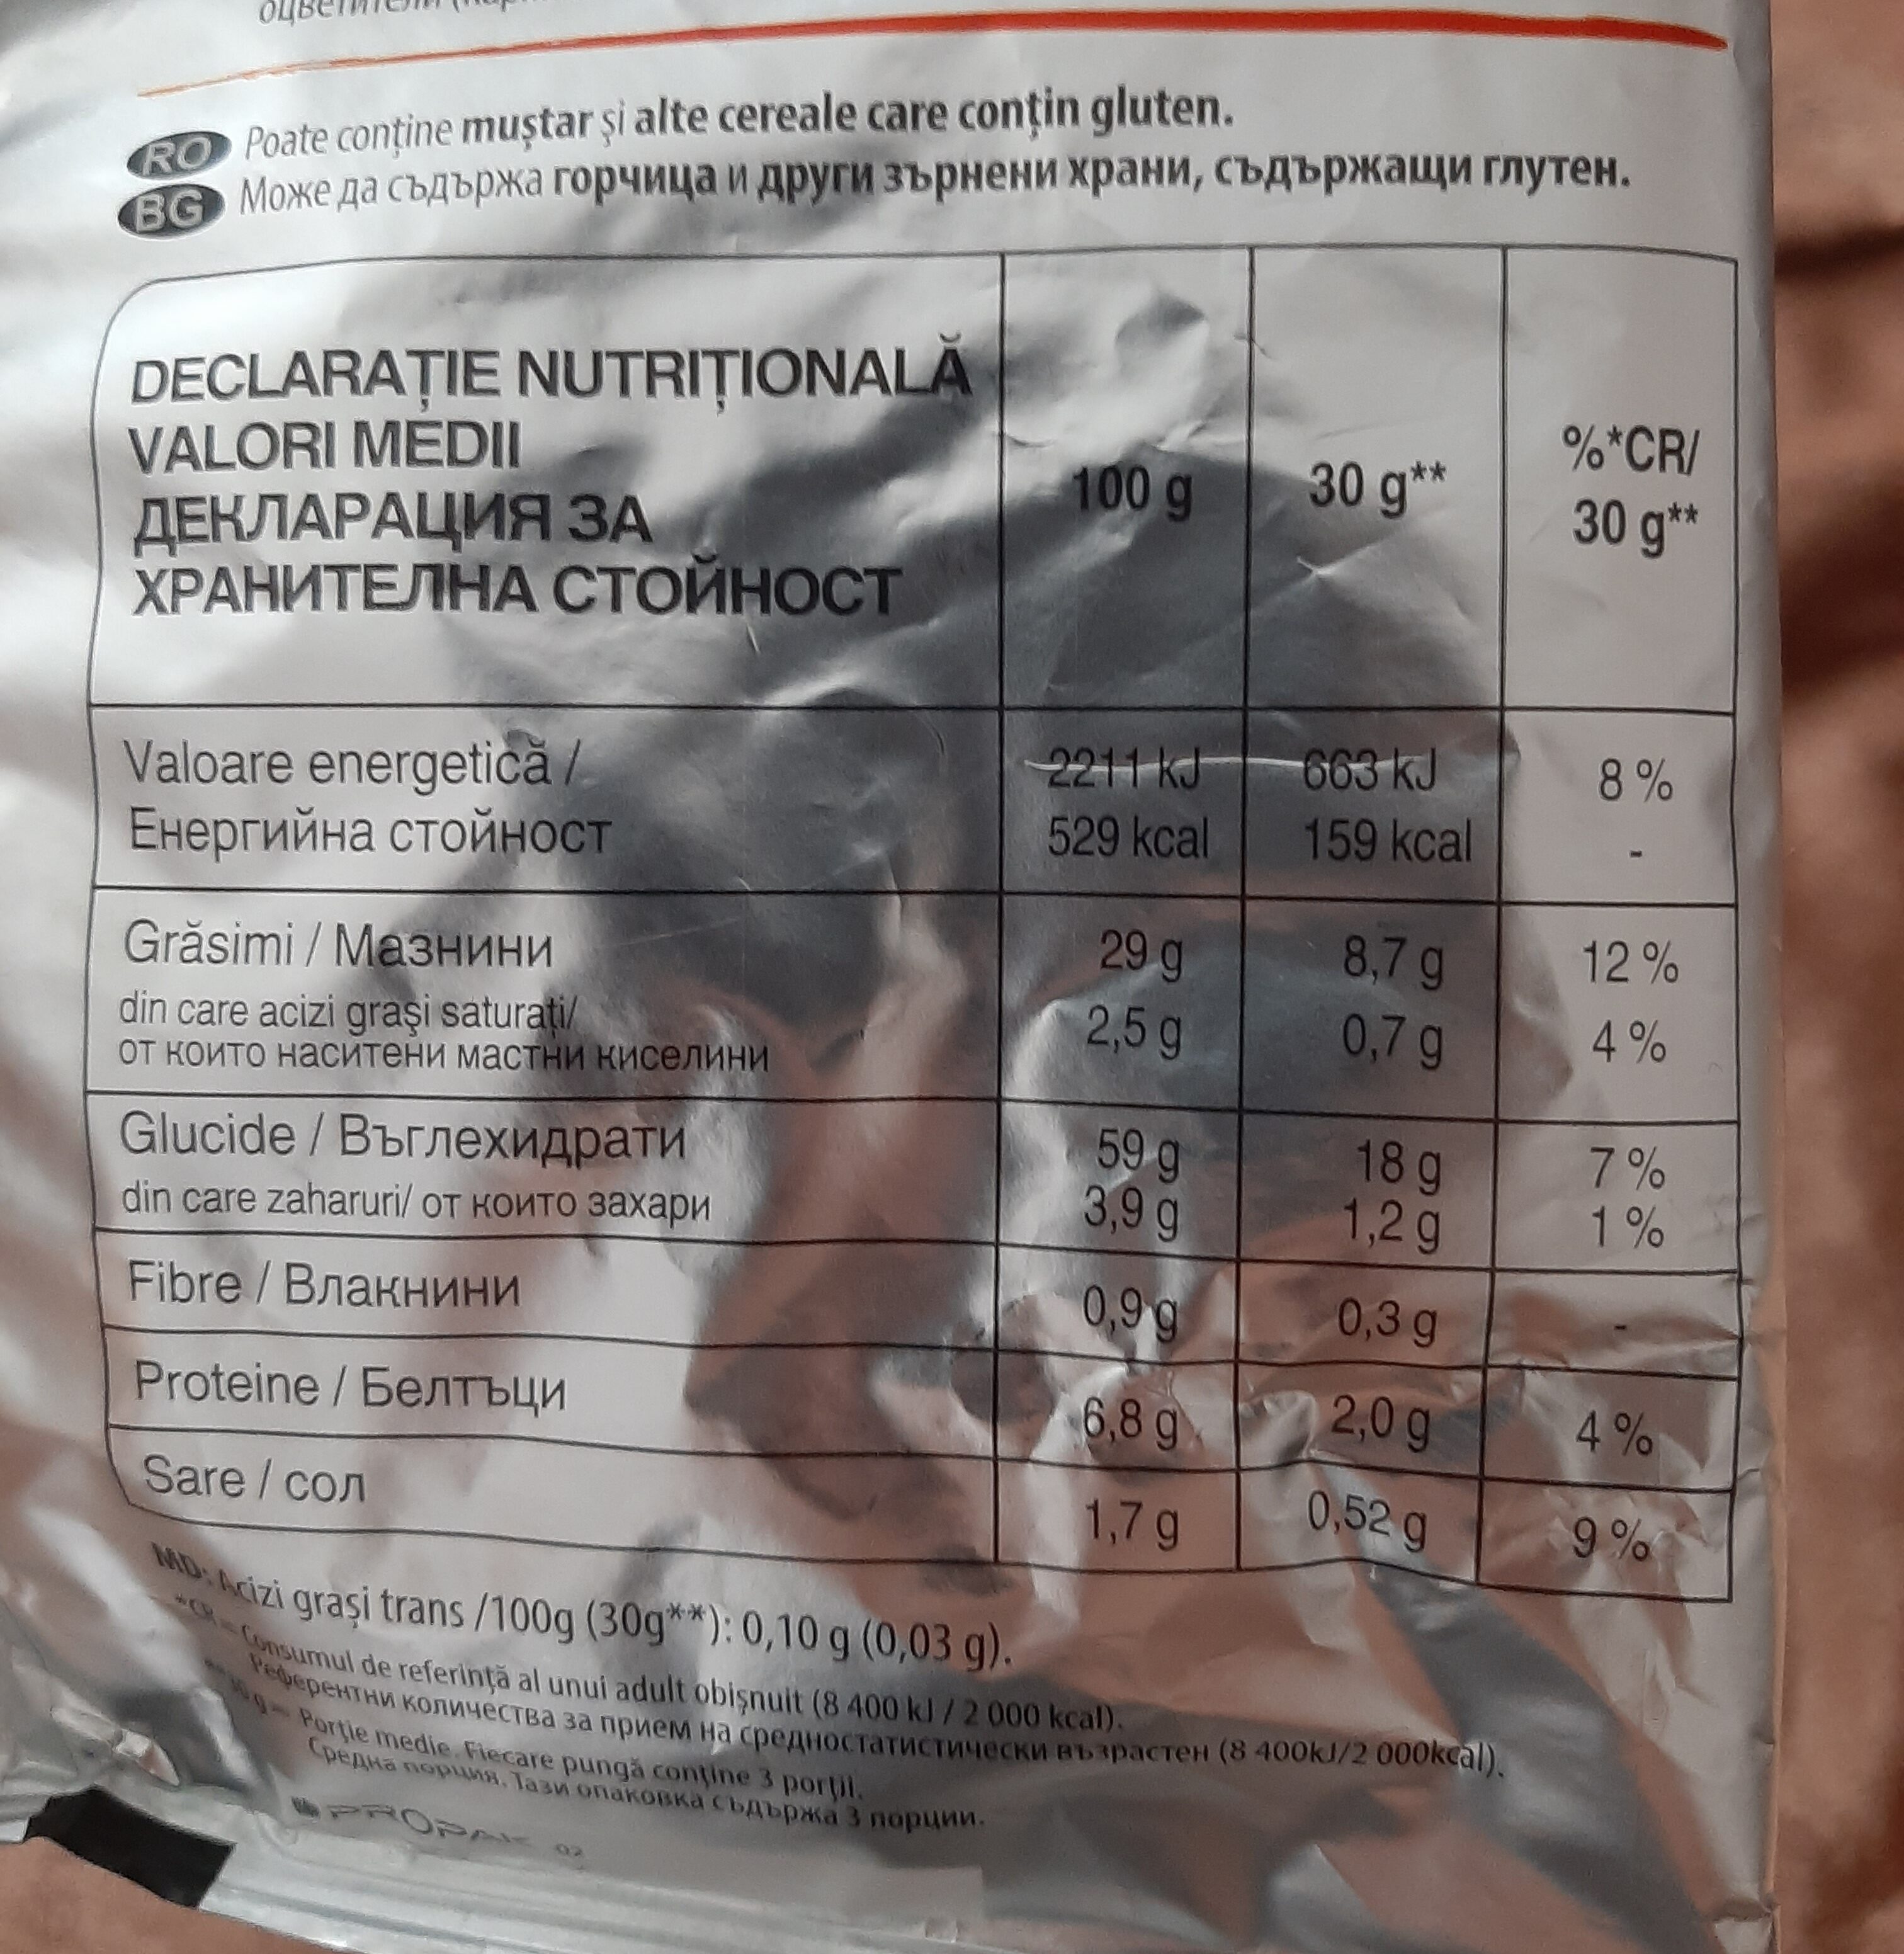 RO Poate conține muștar și alte cereale care conțin gluten.
BG Може да съдържа горчица и други зърнени храни, съдържащи глутен.
DECLARAȚIE NUTRIȚIONALĂ
VALORI MEDII
ДЕКЛАРАЦИЯ ЗА
ХРАНИТЕЛНА СТОЙНОСТ
100 g
30 g**
%*CR/
30 g**
Valoare energetică /
Енергийна стойност
2211 kJ 663 kJ 8 %
529 kcal 159 kcal -
Grăsimi / Мазнини 29 g 8,7 g 12 %
din care acizi grași saturați/
от които наситени мастни киселини
2,5 g 0,7 g 4 %
Glucide / Въглехидрати 59 g 18 g 7 %
din care zaharuri/ от които захари 3,9 g 1,2 g 1 %
Fibre / Влакнини 0,9 g 0,3 g -
Proteine / Белтъци 6,8 g 2,0 g 4 %
Sare / сол 1,7 g 0,52 g 9 %
MD: Acizi grași trans /100g (30g**): 0,10 g (0,03 g).
*CR= Consumul de referință al unui adult obișnuit (8 400 kJ / 2 000 kcal).
Референтни количества за прием на средностатистически възрастен (8 400kJ/2 000kcal).
**30 g= Porție medie. Fiecare pungă conține 3 porții.
Средна порция. Тази опаковка съдържа 3 порции.
PROPAK 02